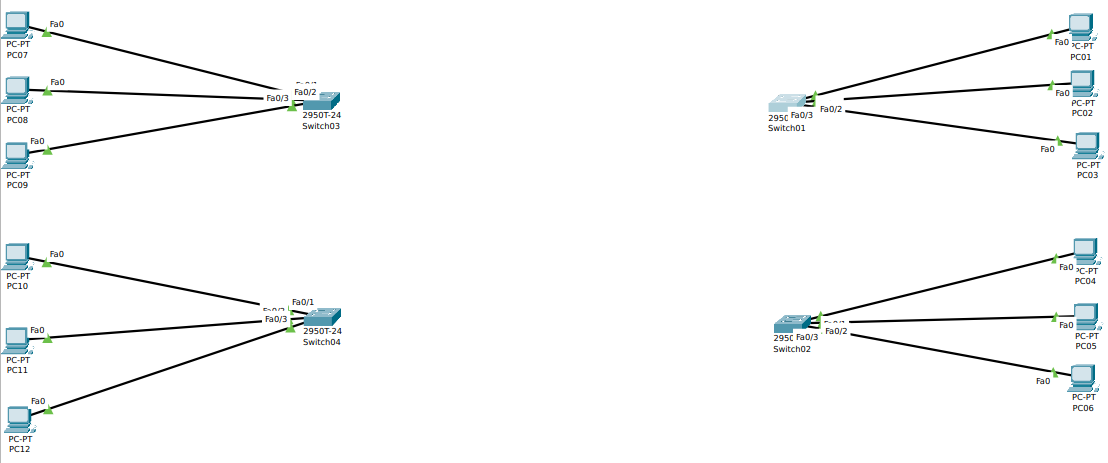 Fa0
PC-PT
PC07
Fa0
PC-PT
PC08
Fa0
PC-PT
PC09
Fa0/2
Fa0/3
2950T-24
Switch03
Fa0
PC-PT
PC01
Fa0
PC-PT
PC02
Fa0
PC-PT
PC03
Fa0/2
Fa0/3
Switch01
Fa0
PC-PT
PC10
Fa0
PC-PT
PC11
Fa0
PC-PT
PC12
Fa0/1
Fa0/3
2950T-24
Switch04
Fa0
PC-PT
PC04
Fa0
PC-PT
PC05
Fa0
PC-PT
PC06
Fa0/2
Fa0/3
Switch02